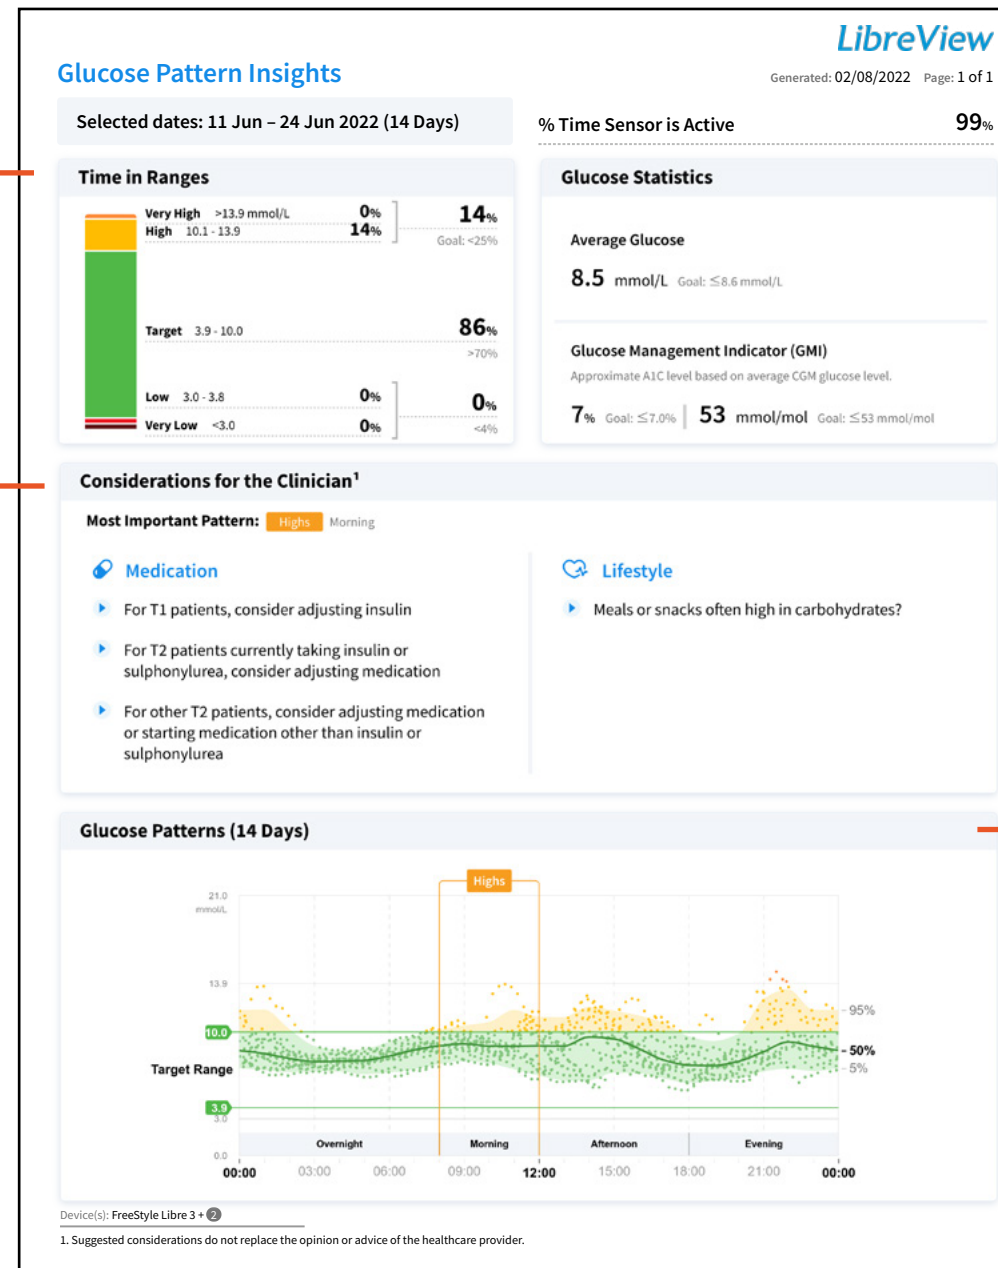 LibreView
Glucose Pattern Insights
Generated: 02/08/2022 Page: 1 of 1
Selected dates: 11 Jun – 24 Jun 2022 (14 Days)
% Time Sensor is Active 99%
Time in Ranges
Very High >13.9 mmol/L 0%
High 10.1 - 13.9 14%
14%
Goal: <25%
Target 3.9 - 10.0 86%
>70%
Low 3.0 - 3.8 0%
Very Low <3.0 0%
0%
<4%
Glucose Statistics
Average Glucose
8.5 mmol/L Goal: ≤8.6 mmol/L
Glucose Management Indicator (GMI)
Approximate A1C level based on average CGM glucose level.
7% Goal: ≤7.0% | 53 mmol/mol Goal: ≤53 mmol/mol
Considerations for the Clinician¹
Most Important Pattern: Highs Morning
Medication
For T1 patients, consider adjusting insulin
For T2 patients currently taking insulin or
sulphonylurea, consider adjusting medication
For other T2 patients, consider adjusting medication
or starting medication other than insulin or
sulphonylurea
Lifestyle
Meals or snacks often high in carbohydrates?
Glucose Patterns (14 Days)
Highs
21.0
mmol/L
13.9
95%
10.0
50%
Target Range
5%
3.9
3.0
Overnight Morning Afternoon Evening
0.0
00:00 03:00 06:00 09:00 12:00 15:00 18:00 21:00 00:00
Device(s): FreeStyle Libre 3 + 2
1. Suggested considerations do not replace the opinion or advice of the healthcare provider.